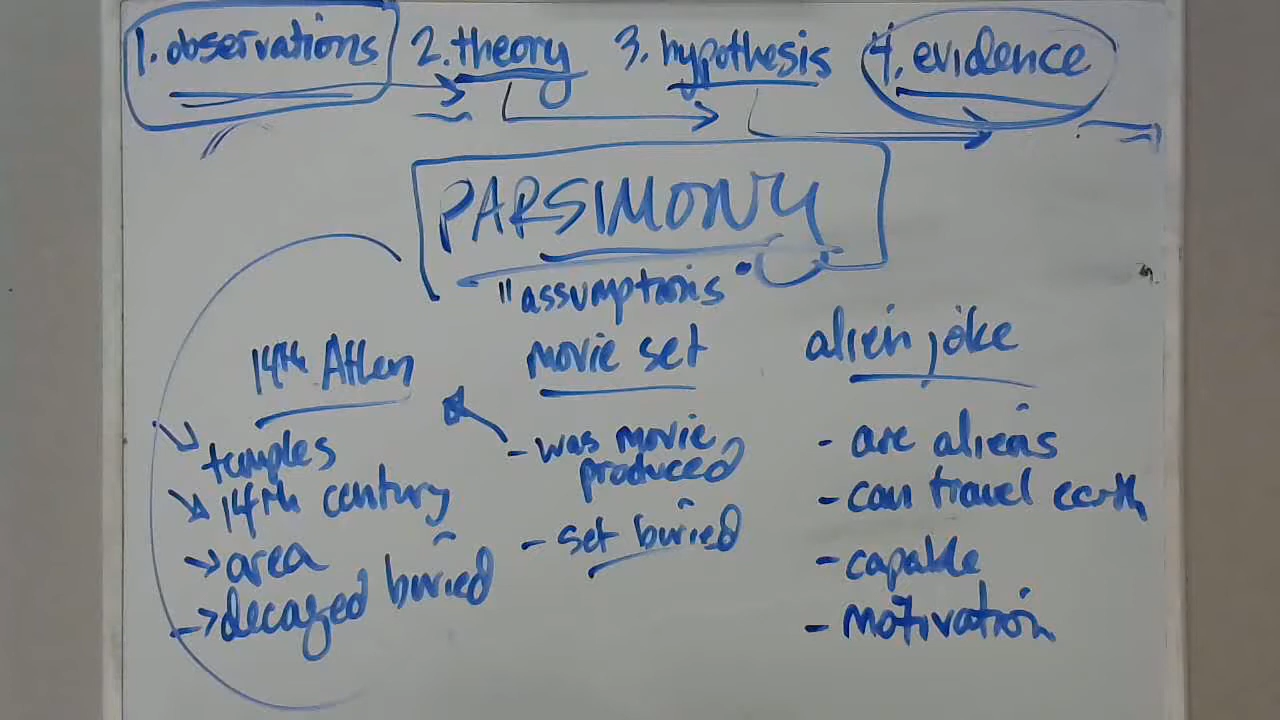 1. observations 2. theory 3. hypothesis 4. evidence
PARSIMONY
"assumptions"
14th Athen
temples
14th century
area
decayed buried
movie set
- was movie
produced
- set buried
alien joke
- are aliens
- can travel earth
- capable
- motivation